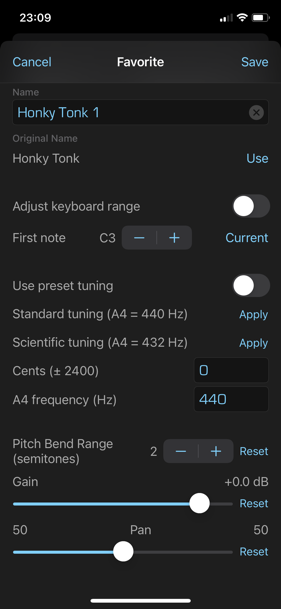 23:09
Cancel Favorite Save
Name
Honky Tonk 1
Original Name
Honky Tonk Use
Adjust keyboard range
First note C3 − + Current
Use preset tuning
Standard tuning (A4 = 440 Hz) Apply
Scientific tuning (A4 = 432 Hz) Apply
Cents (± 2400) 0
A4 frequency (Hz) 440
Pitch Bend Range
(semitones) 2 − + Reset
Gain +0.0 dB
Reset
50 Pan 50
Reset